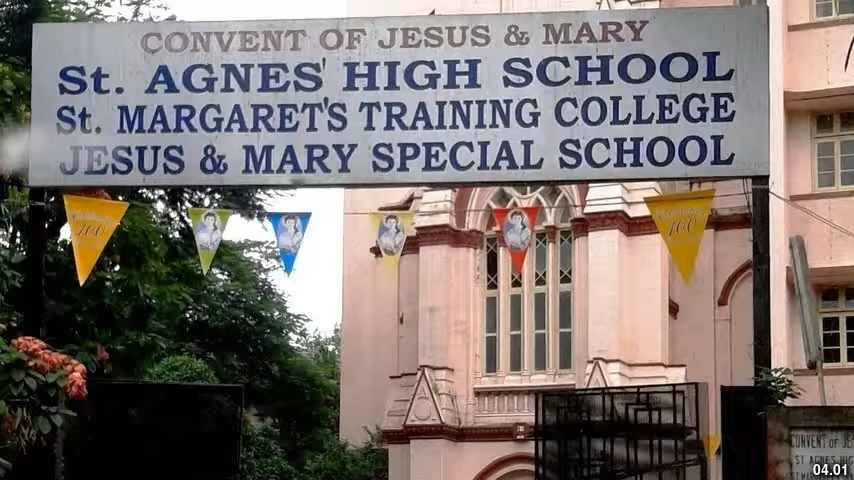 CONVENT OF JESUS & MARY
St. AGNES' HIGH SCHOOL
St. MARGARET'S TRAINING COLLEGE
JESUS & MARY SPECIAL SCHOOL
100
100
CONVENT OF JE
ST AGNES HIG
04.01